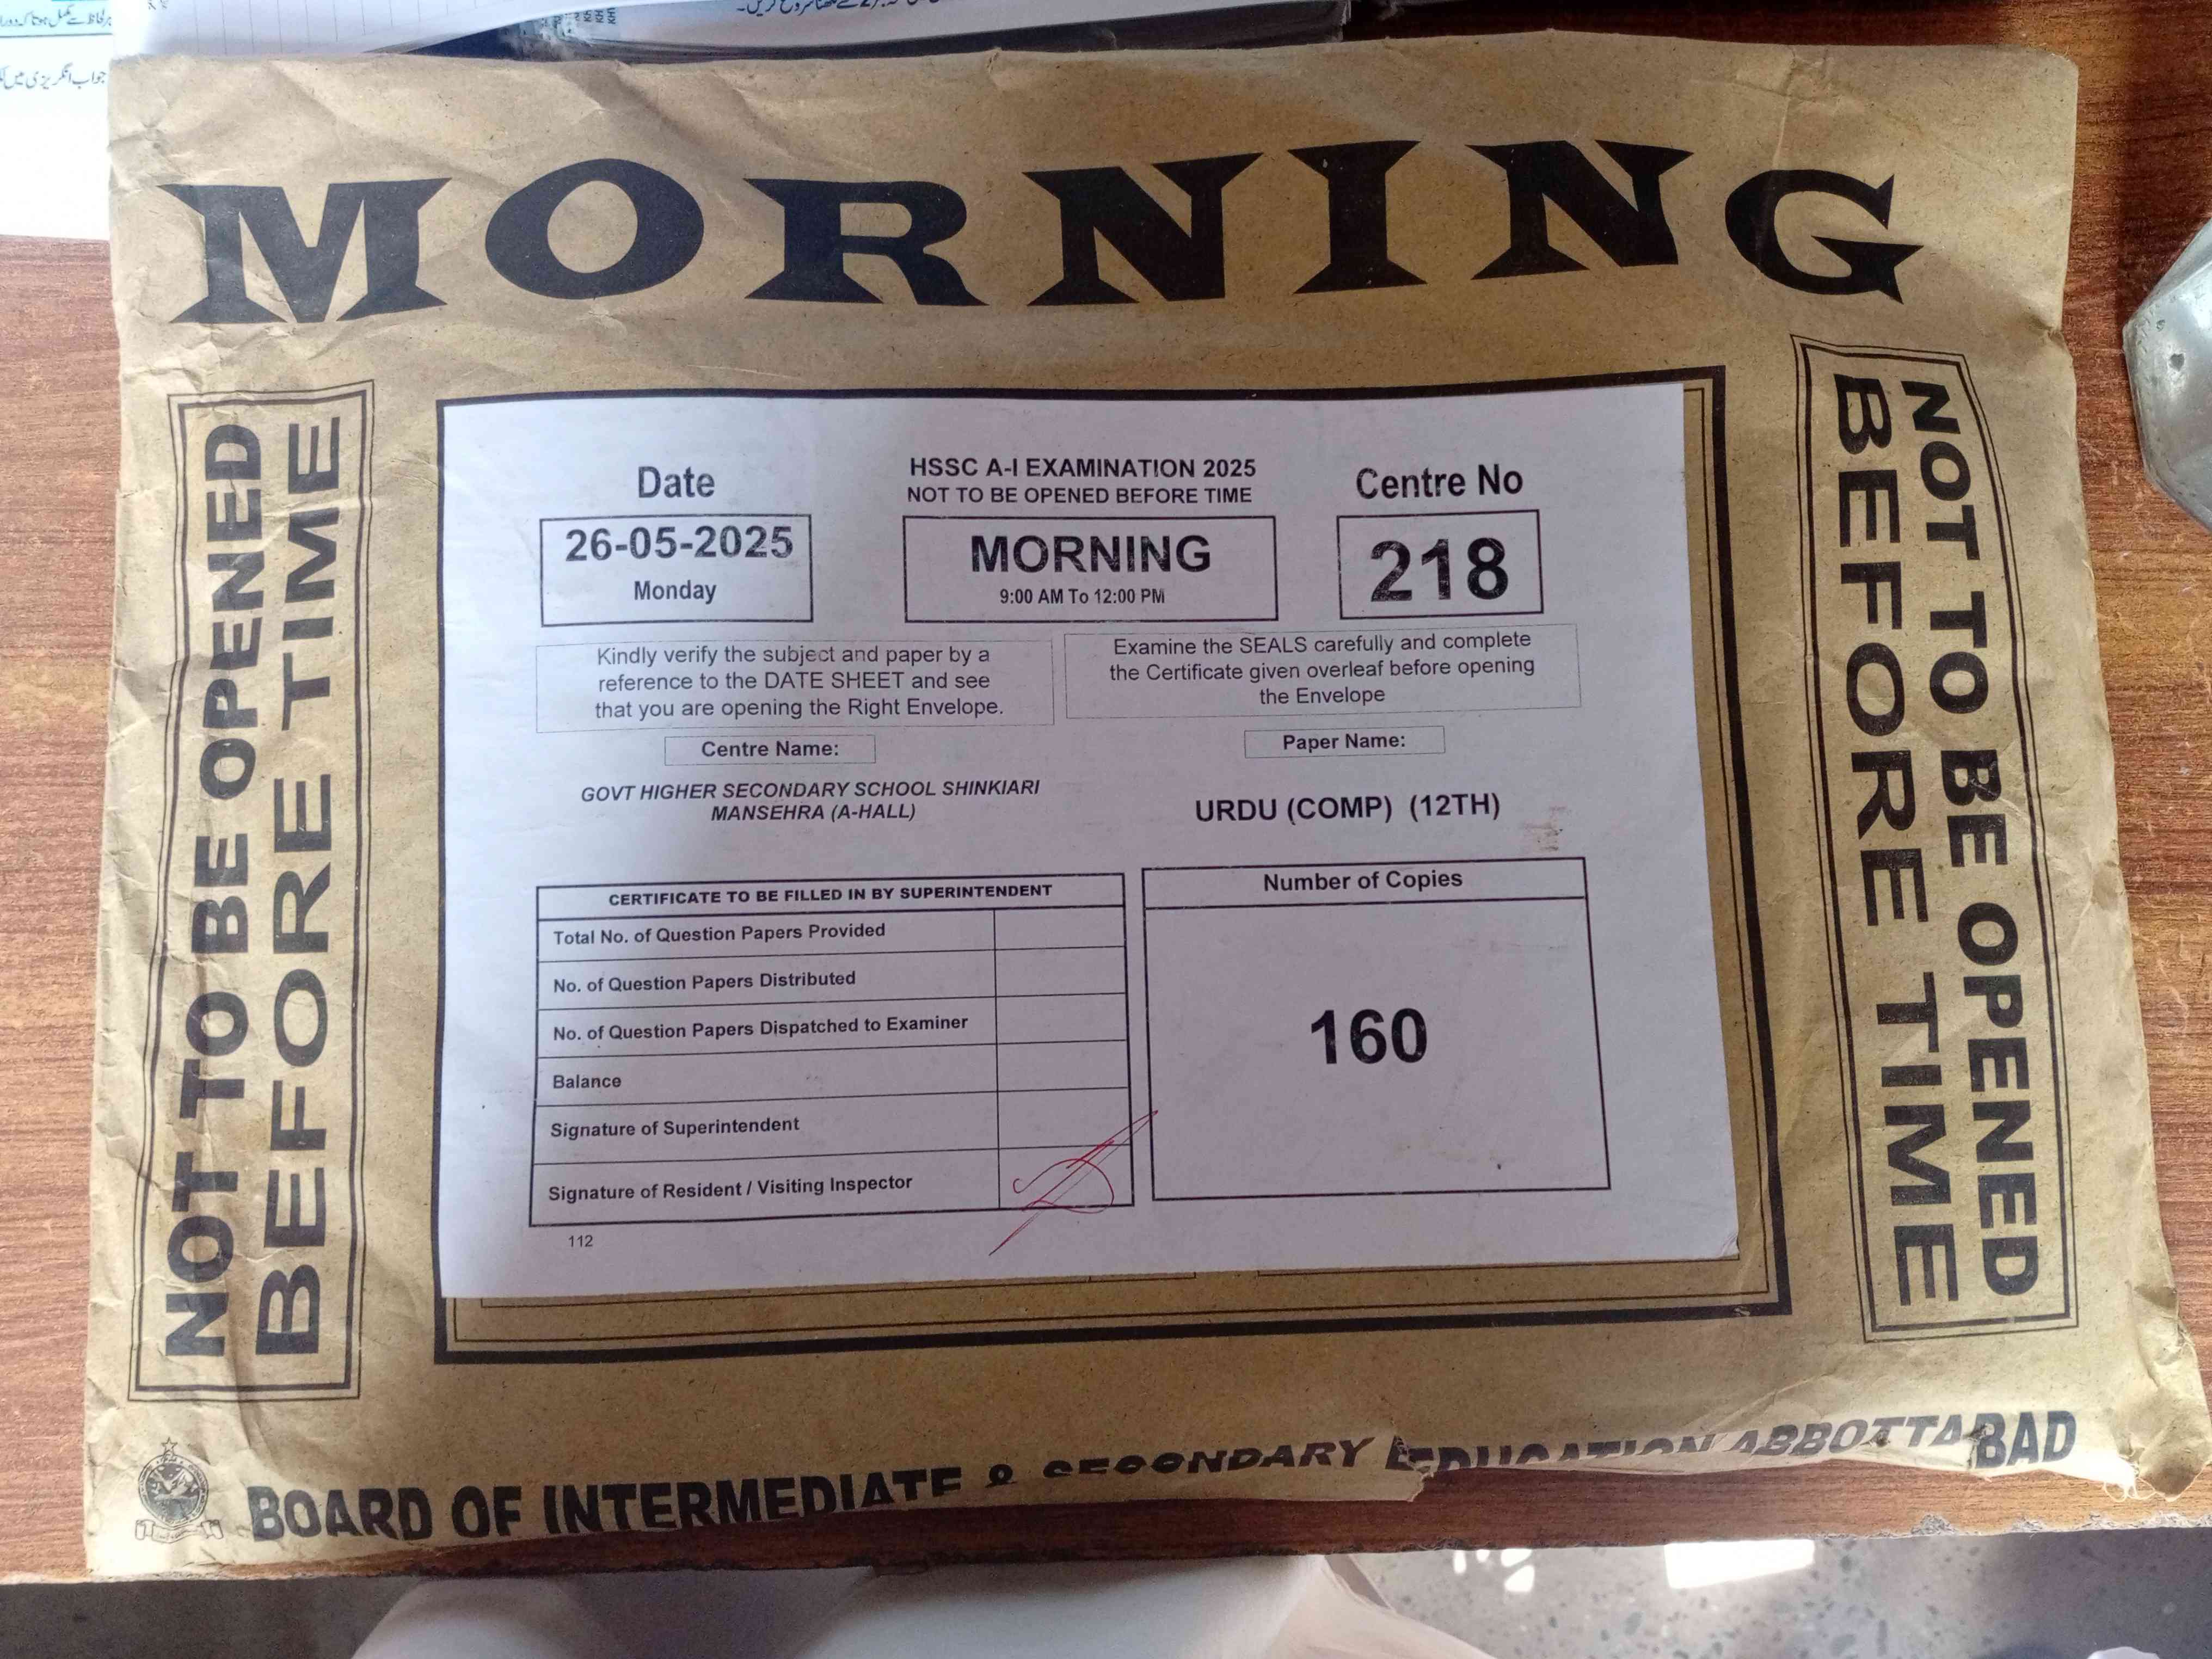 MORNING
NOT TO BE OPENED
BEFORE TIME
Date
26-05-2025
Monday
HSSC A-I EXAMINATION 2025
NOT TO BE OPENED BEFORE TIME
MORNING
9:00 AM To 12:00 PM
Centre No
218
Kindly verify the subject and paper by a
reference to the DATE SHEET and see
that you are opening the Right Envelope.
Examine the SEALS carefully and complete
the Certificate given overleaf before opening
the Envelope
Centre Name:
GOVT HIGHER SECONDARY SCHOOL SHINKIARI
MANSEHRA (A-HALL)
Paper Name:
URDU (COMP) (12TH)
CERTIFICATE TO BE FILLED IN BY SUPERINTENDENT
Total No. of Question Papers Provided
No. of Question Papers Distributed
No. of Question Papers Dispatched to Examiner
Balance
Signature of Superintendent
Signature of Resident / Visiting Inspector
112
Number of Copies
160
NOT TO BE OPENED
BEFORE TIME
BOARD OF INTERMEDIATE & SECONDARY EDUCATION ABBOTTABAD